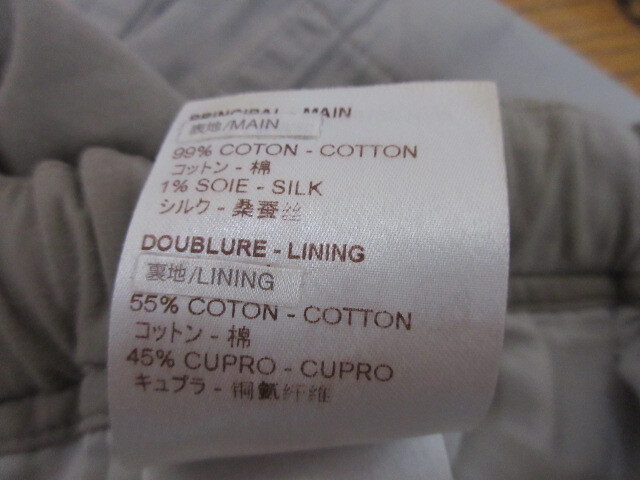 PRINCIPAL - MAIN
表地/MAIN
99% COTON - COTTON
コットン - 棉
1% SOIE - SILK
シルク - 桑蚕丝
DOUBLURE - LINING
裏地/LINING
55% COTON - COTTON
コットン - 棉
45% CUPRO - CUPRO
キュプラ - 铜氨纤维